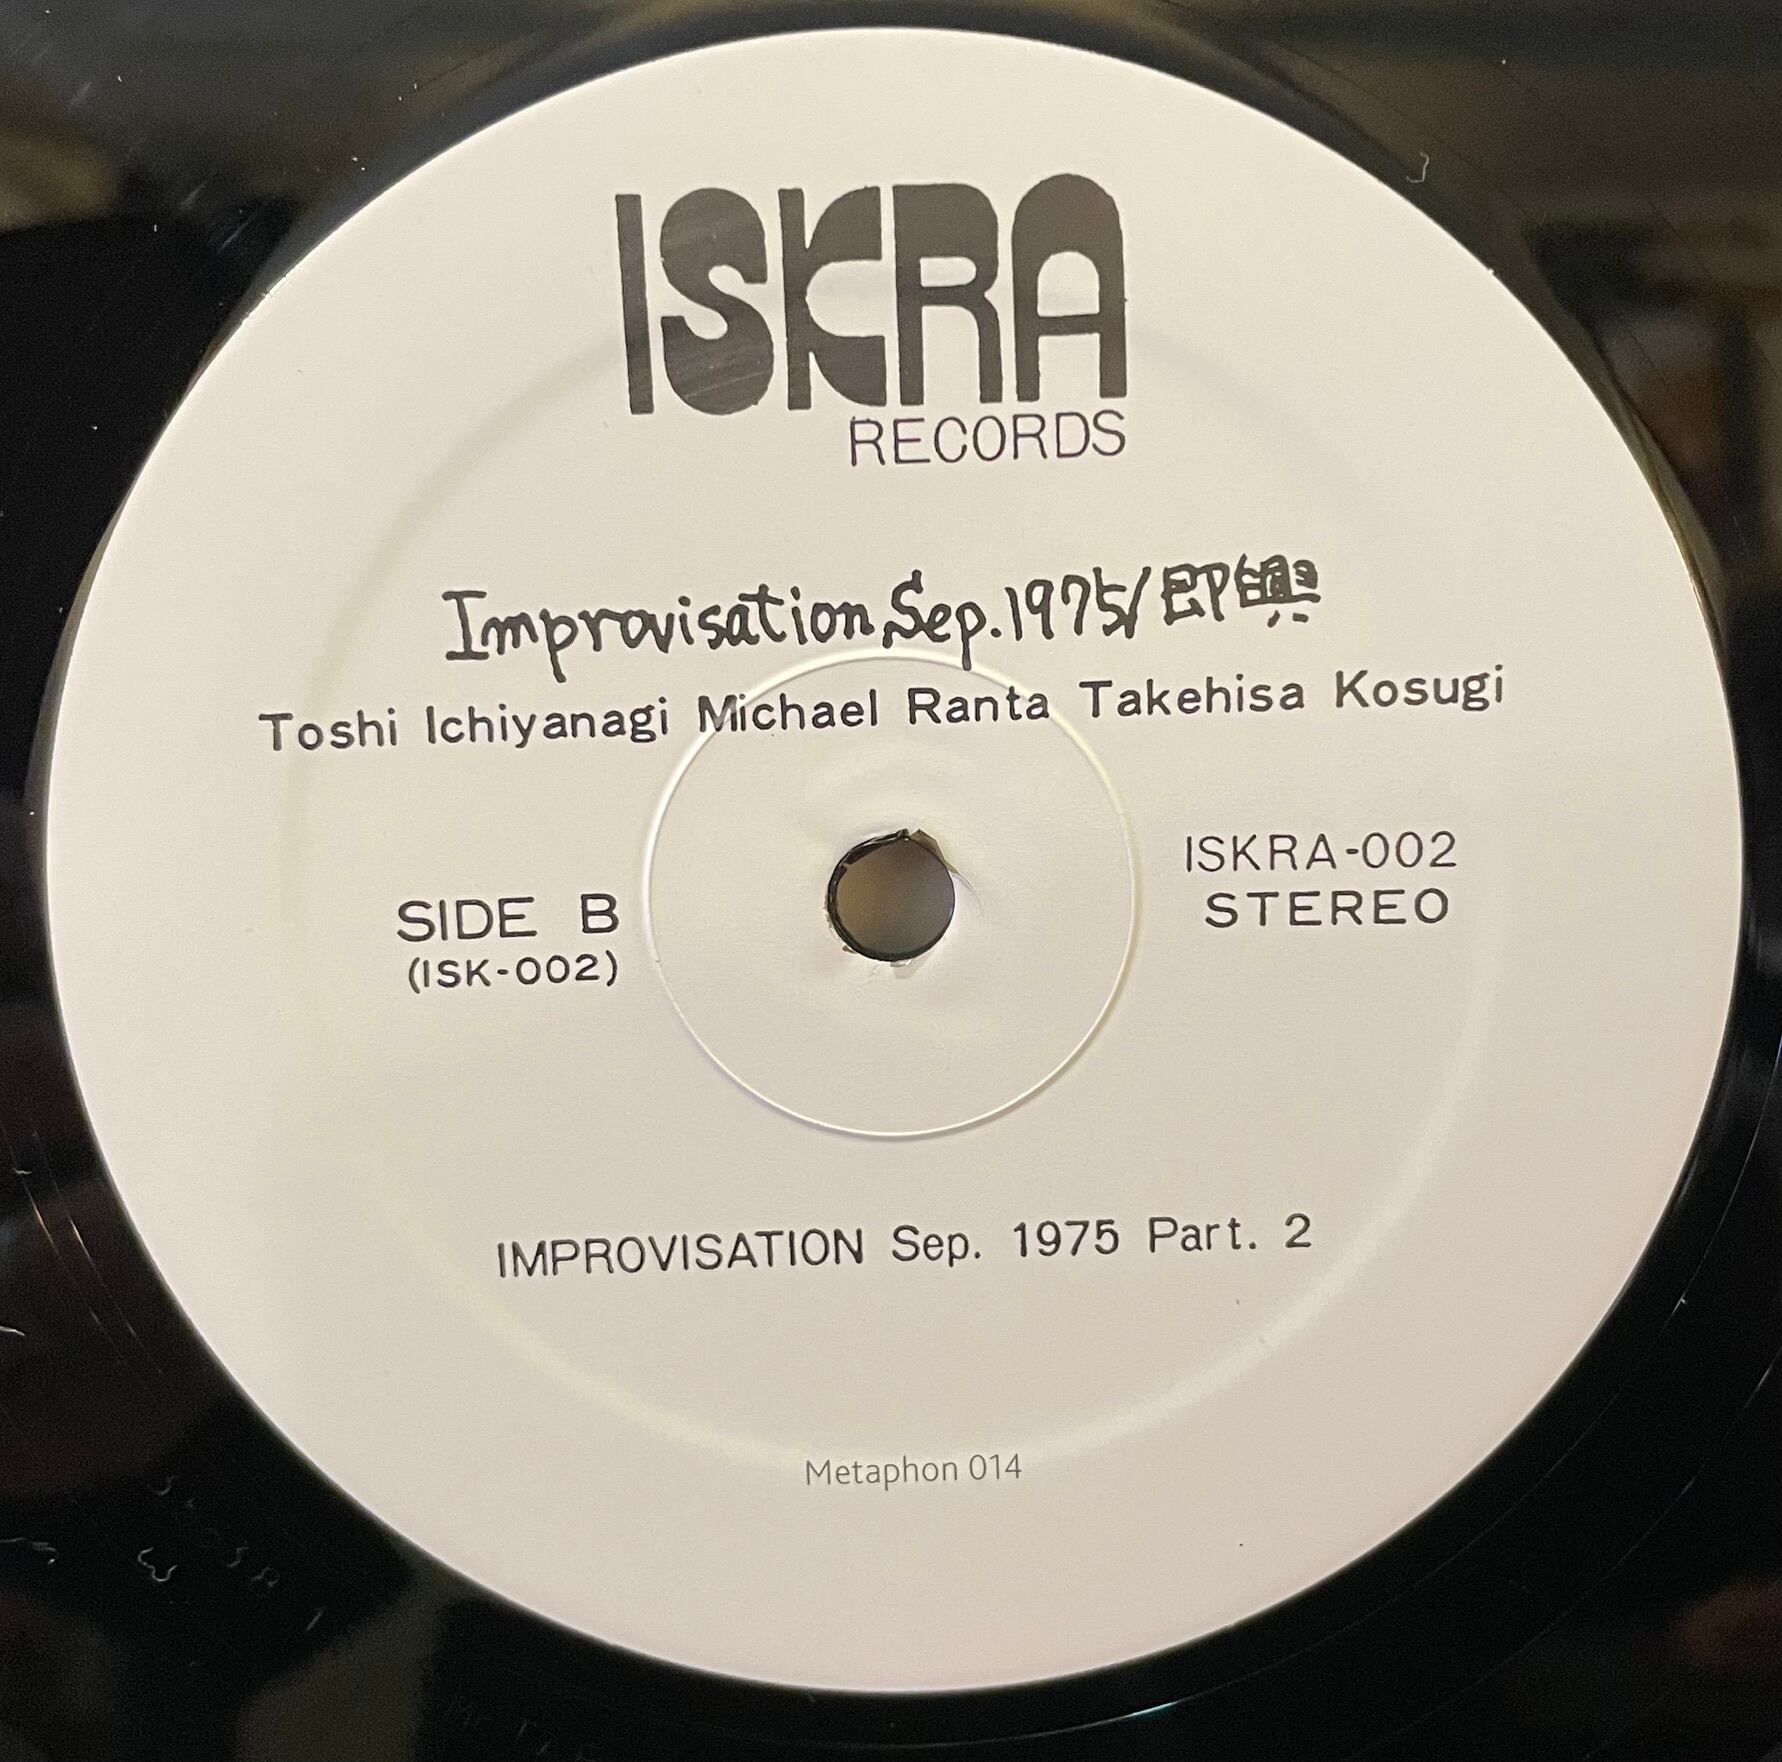 ISKRA
RECORDS
Improvisation Sep. 1975/即興
Toshi Ichiyanagi Michael Ranta Takehisa Kosugi
SIDE B
(ISK-002)
ISKRA-002
STEREO
IMPROVISATION Sep. 1975 Part. 2
Metaphon 014